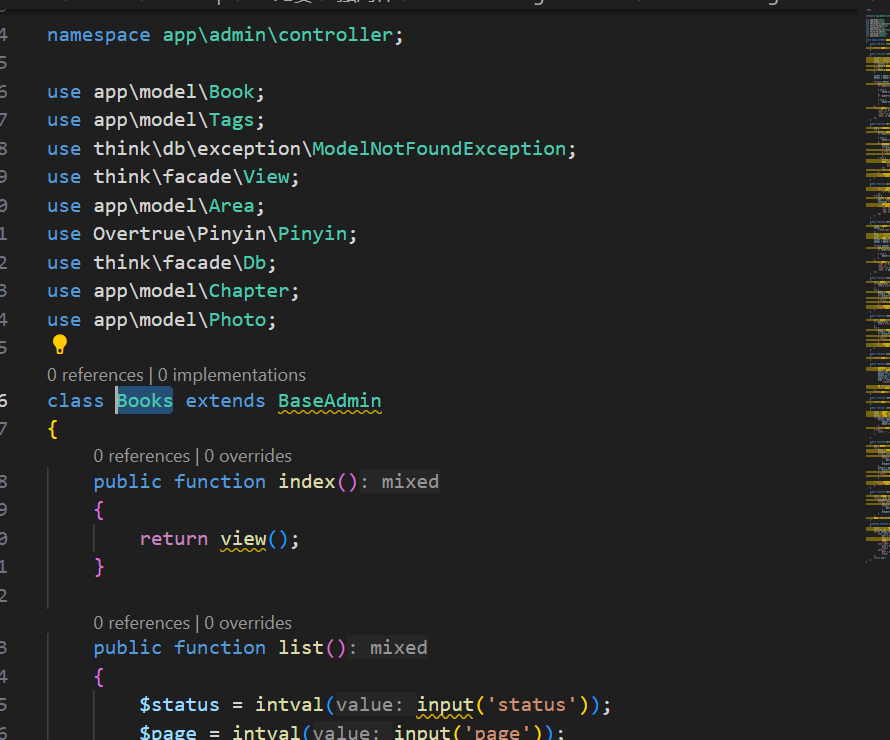 4 namespace app\admin\controller;
5
6 use app\model\Book;
7 use app\model\Tags;
8 use think\db\exception\ModelNotFoundException;
9 use think\facade\View;
0 use app\model\Area;
1 use Overtrue\Pinyin\Pinyin;
2 use think\facade\Db;
3 use app\model\Chapter;
4 use app\model\Photo;
5
0 references | 0 implementations
6 class Books extends BaseAdmin
7 {
0 references | 0 overrides
8 public function index(): mixed
9 {
0 return view();
1 }
2
0 references | 0 overrides
3 public function list(): mixed
4 {
5 $status = intval(value: input('status'));
6 $page = intval(value: input('page'));